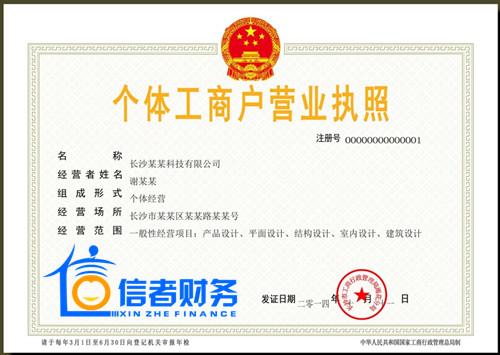 个体工商户营业执照
注册号 00000000000001
名称 长沙某某科技有限公司
经营者姓名 谢某某
组成形式 个体经营
经营场所 长沙市某某区某某路某某号
经营范围 一般性经营项目：产品设计、平面设计、结构设计、室内设计、建筑设计
信者财务
XIN ZHE FINANCE
发证日期 二零一四年 月 一日
请于每年3月1日至6月30日向登记机关审报年检
中华人民共和国国家工商行政管理总局制